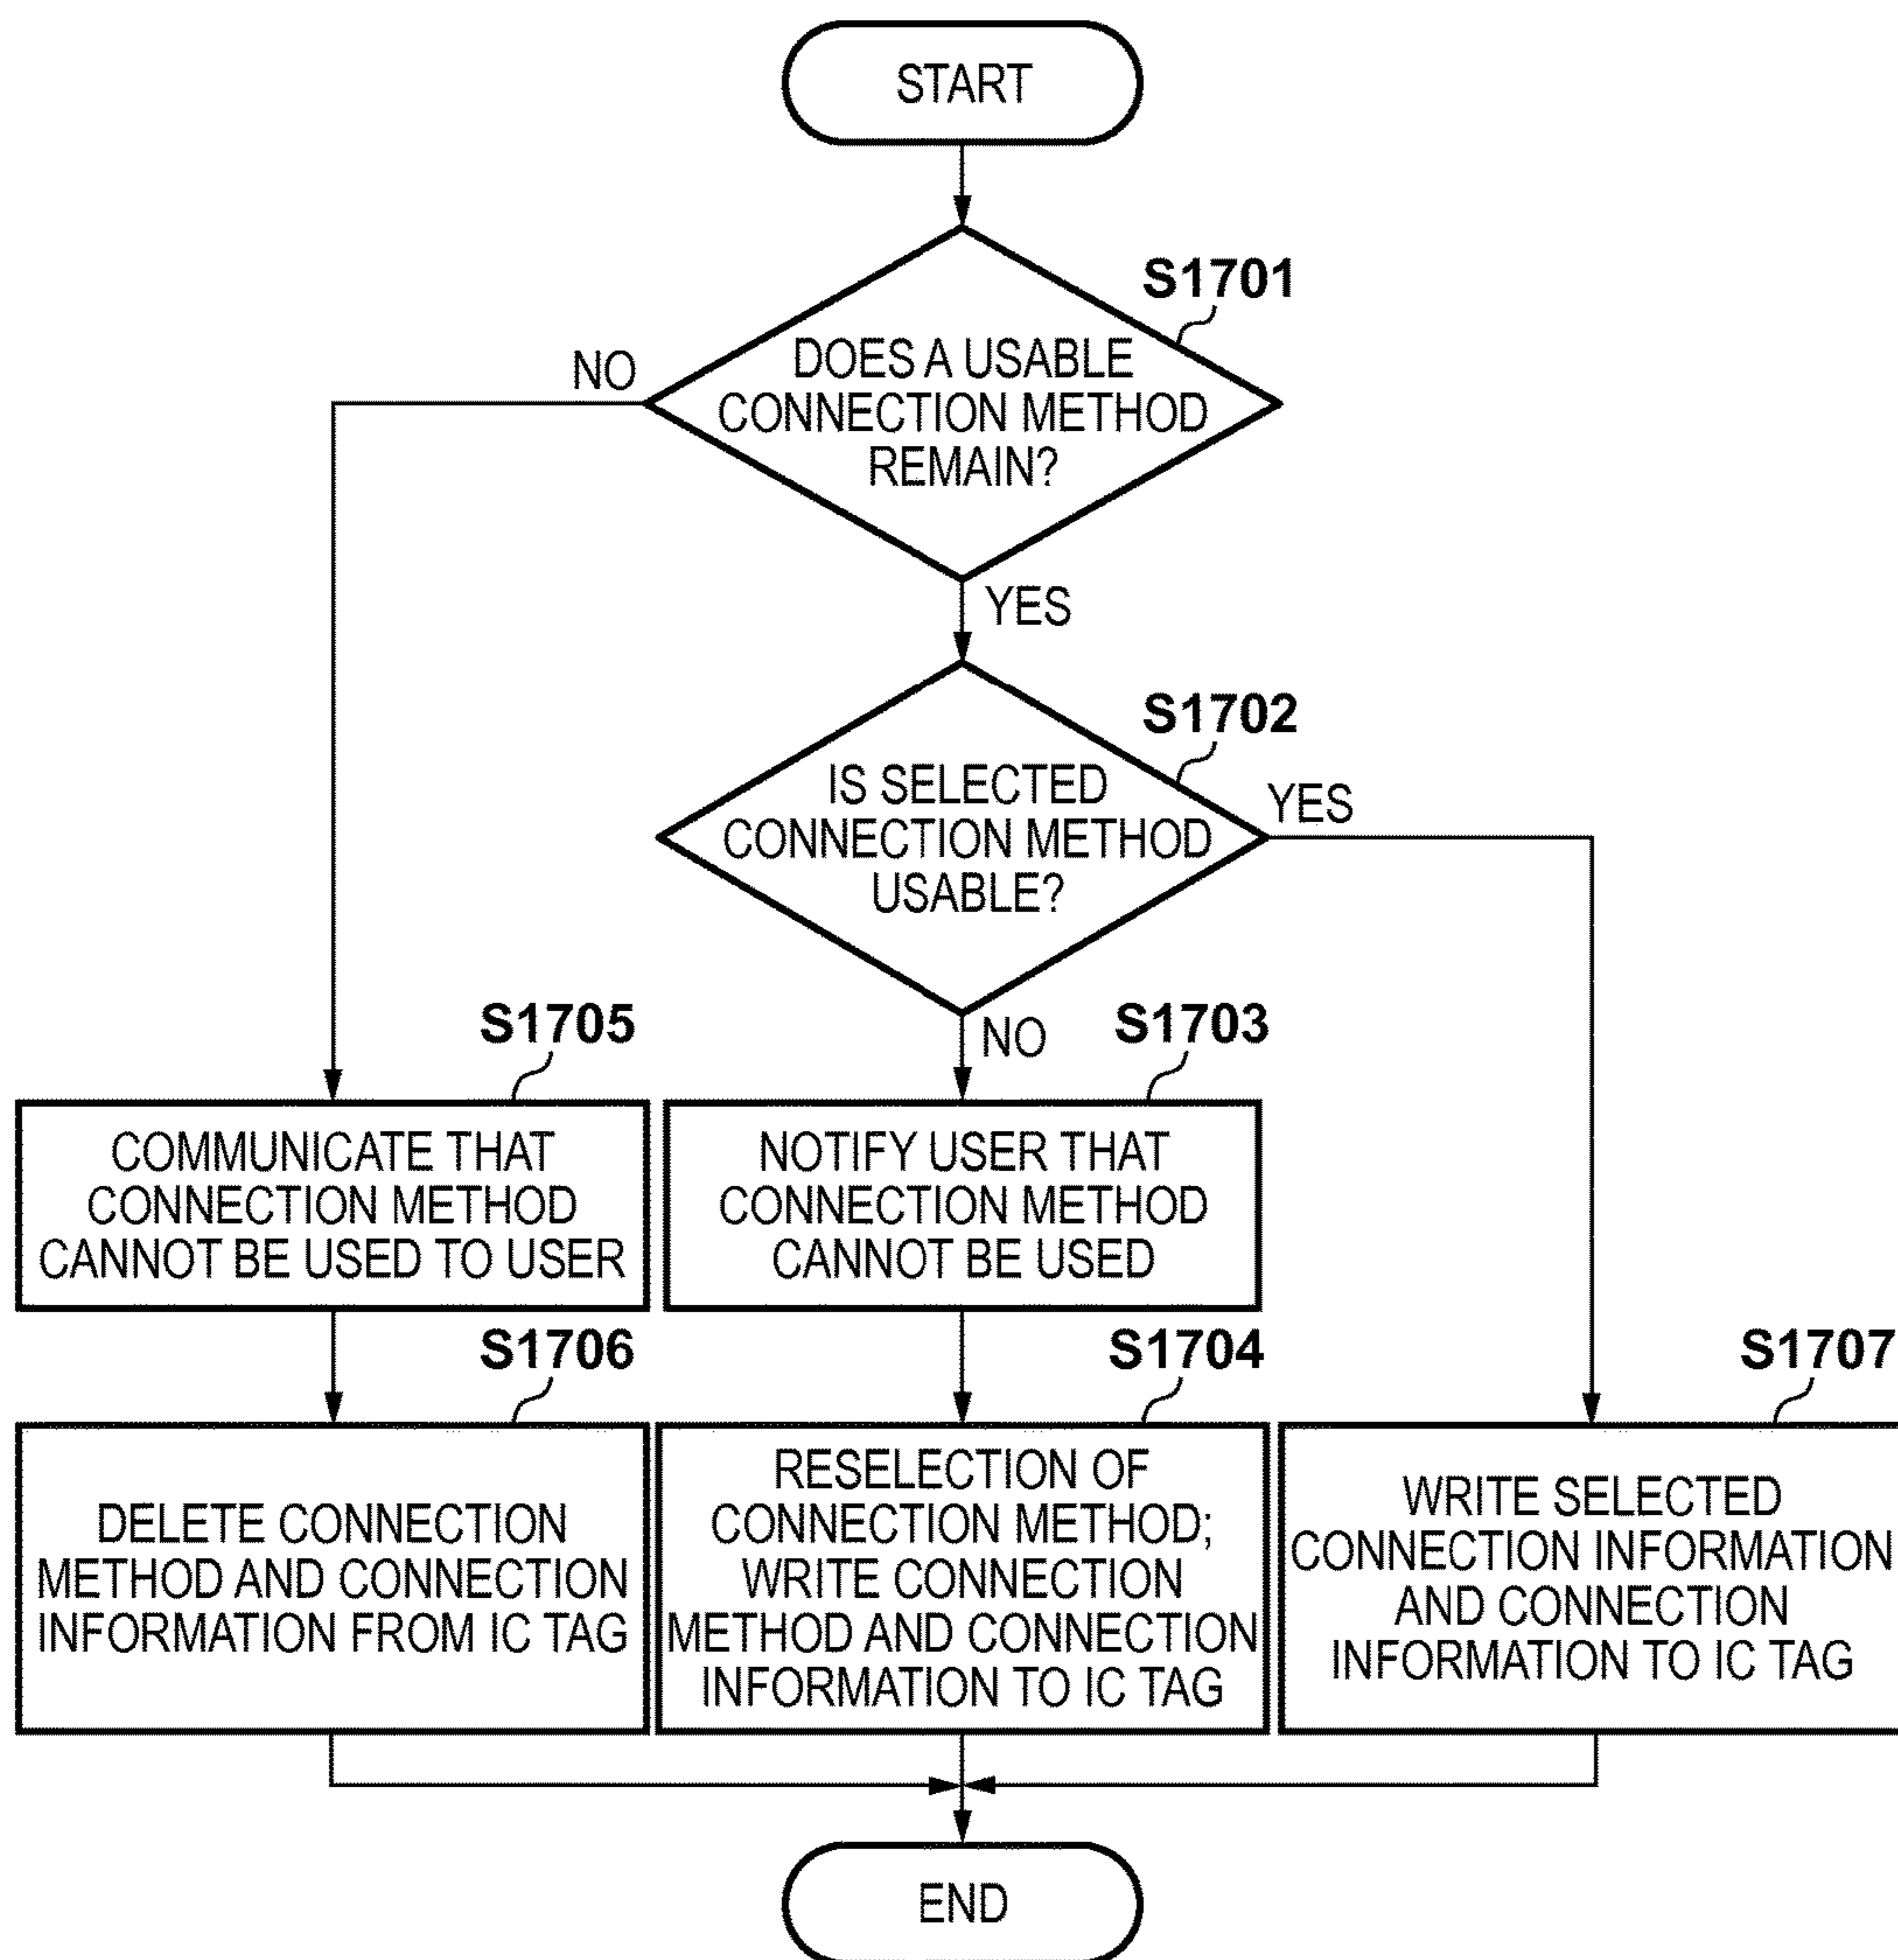 START
S1701
NO
DOES A USABLE
CONNECTION METHOD
REMAIN?
YES
S1702
IS SELECTED
CONNECTION METHOD
USABLE?
YES
NO
S1705
COMMUNICATE THAT
CONNECTION METHOD
CANNOT BE USED TO USER
S1703
NOTIFY USER THAT
CONNECTION METHOD
CANNOT BE USED
S1706
DELETE CONNECTION
METHOD AND CONNECTION
INFORMATION FROM IC TAG
S1704
RESELECTION OF
CONNECTION METHOD;
WRITE CONNECTION
METHOD AND CONNECTION
INFORMATION TO IC TAG
S1707
WRITE SELECTED
CONNECTION INFORMATION
AND CONNECTION
INFORMATION TO IC TAG
END